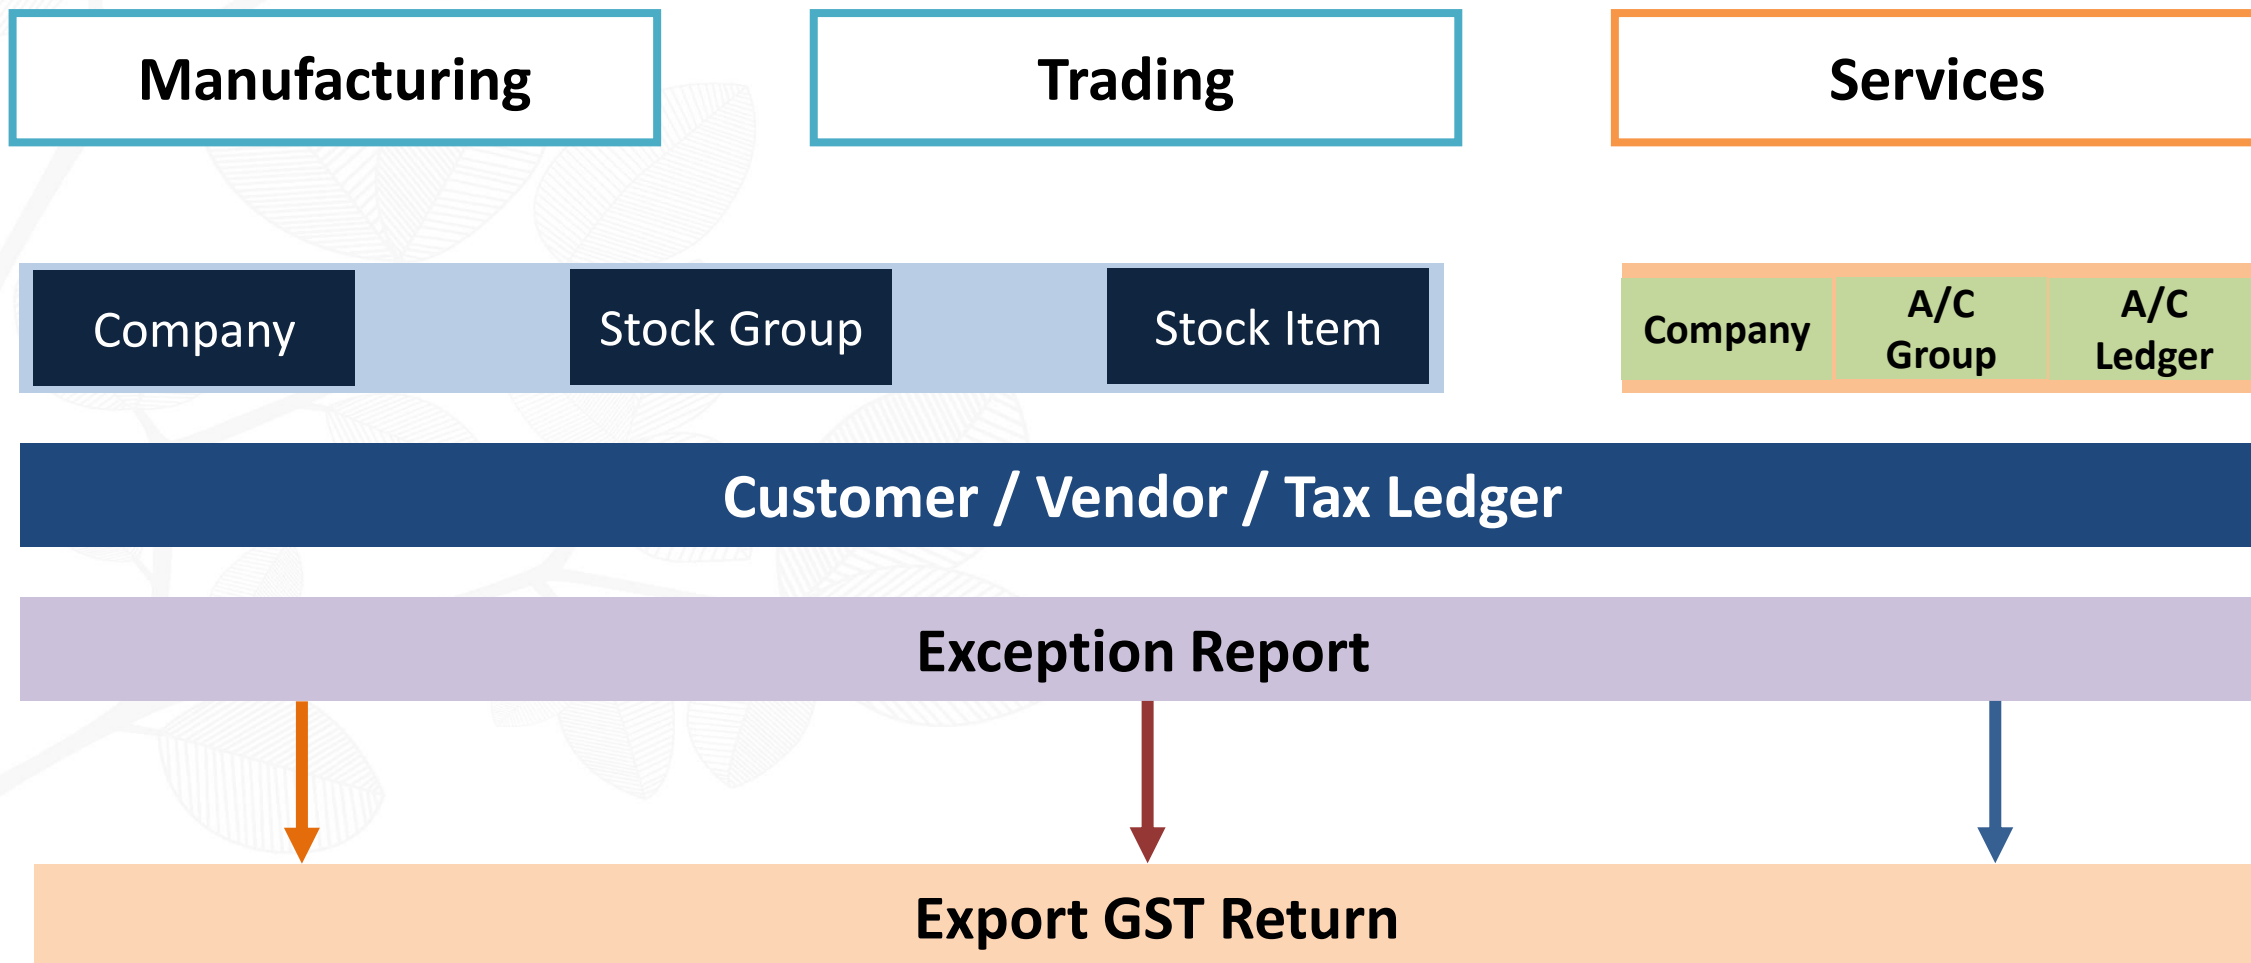 Manufacturing
Trading
Services
Company
Stock Group
Stock Item
Company
A/C
Group
A/C
Ledger
Customer / Vendor / Tax Ledger
Exception Report
Export GST Return